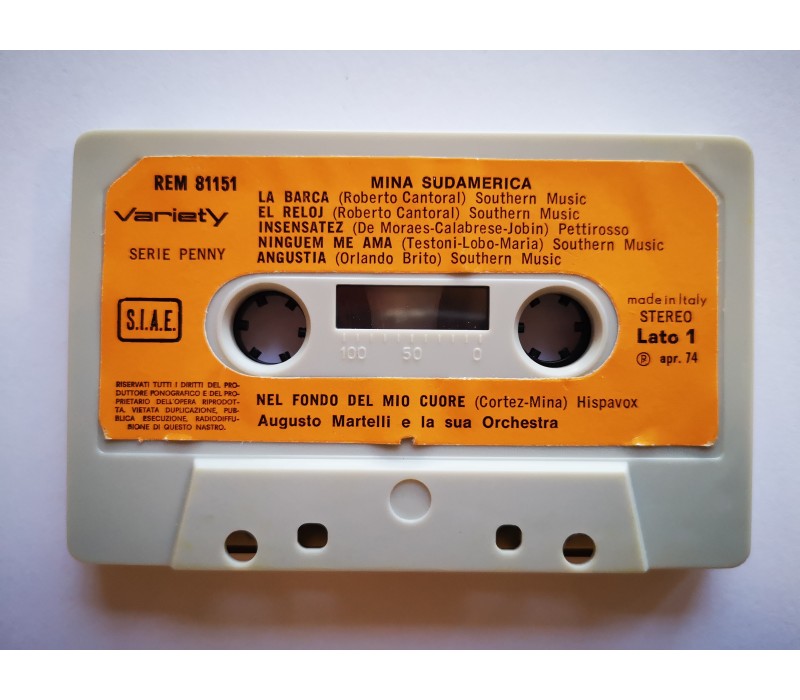 REM 81151
variety
SERIE PENNY
S.I.A.E.
RISERVATI TUTTI I DIRITTI DEL PRO-
DUTTORE FONOGRAFICO E DEL PRO-
PRIETARIO DELL'OPERA RIPRODOT-
TA. VIETATA DUPLICAZIONE, PUB-
BLICA ESECUZIONE, RADIODIFFU-
SIONE DI QUESTO NASTRO.
MINA SUDAMERICA
LA BARCA (Roberto Cantoral) Southern Music
EL RELOJ (Roberto Cantoral) Southern Music
INSENSATEZ (De Moraes-Calabrese-Jobin) Pettirosso
NINGUEM ME AMA (Testoni-Lobo-Maria) Southern Music
ANGUSTIA (Orlando Brito) Southern Music
100 50 0
made in Italy
STEREO
Lato 1
Ⓟ apr. 74
NEL FONDO DEL MIO CUORE (Cortez-Mina) Hispavox
Augusto Martelli e la sua Orchestra